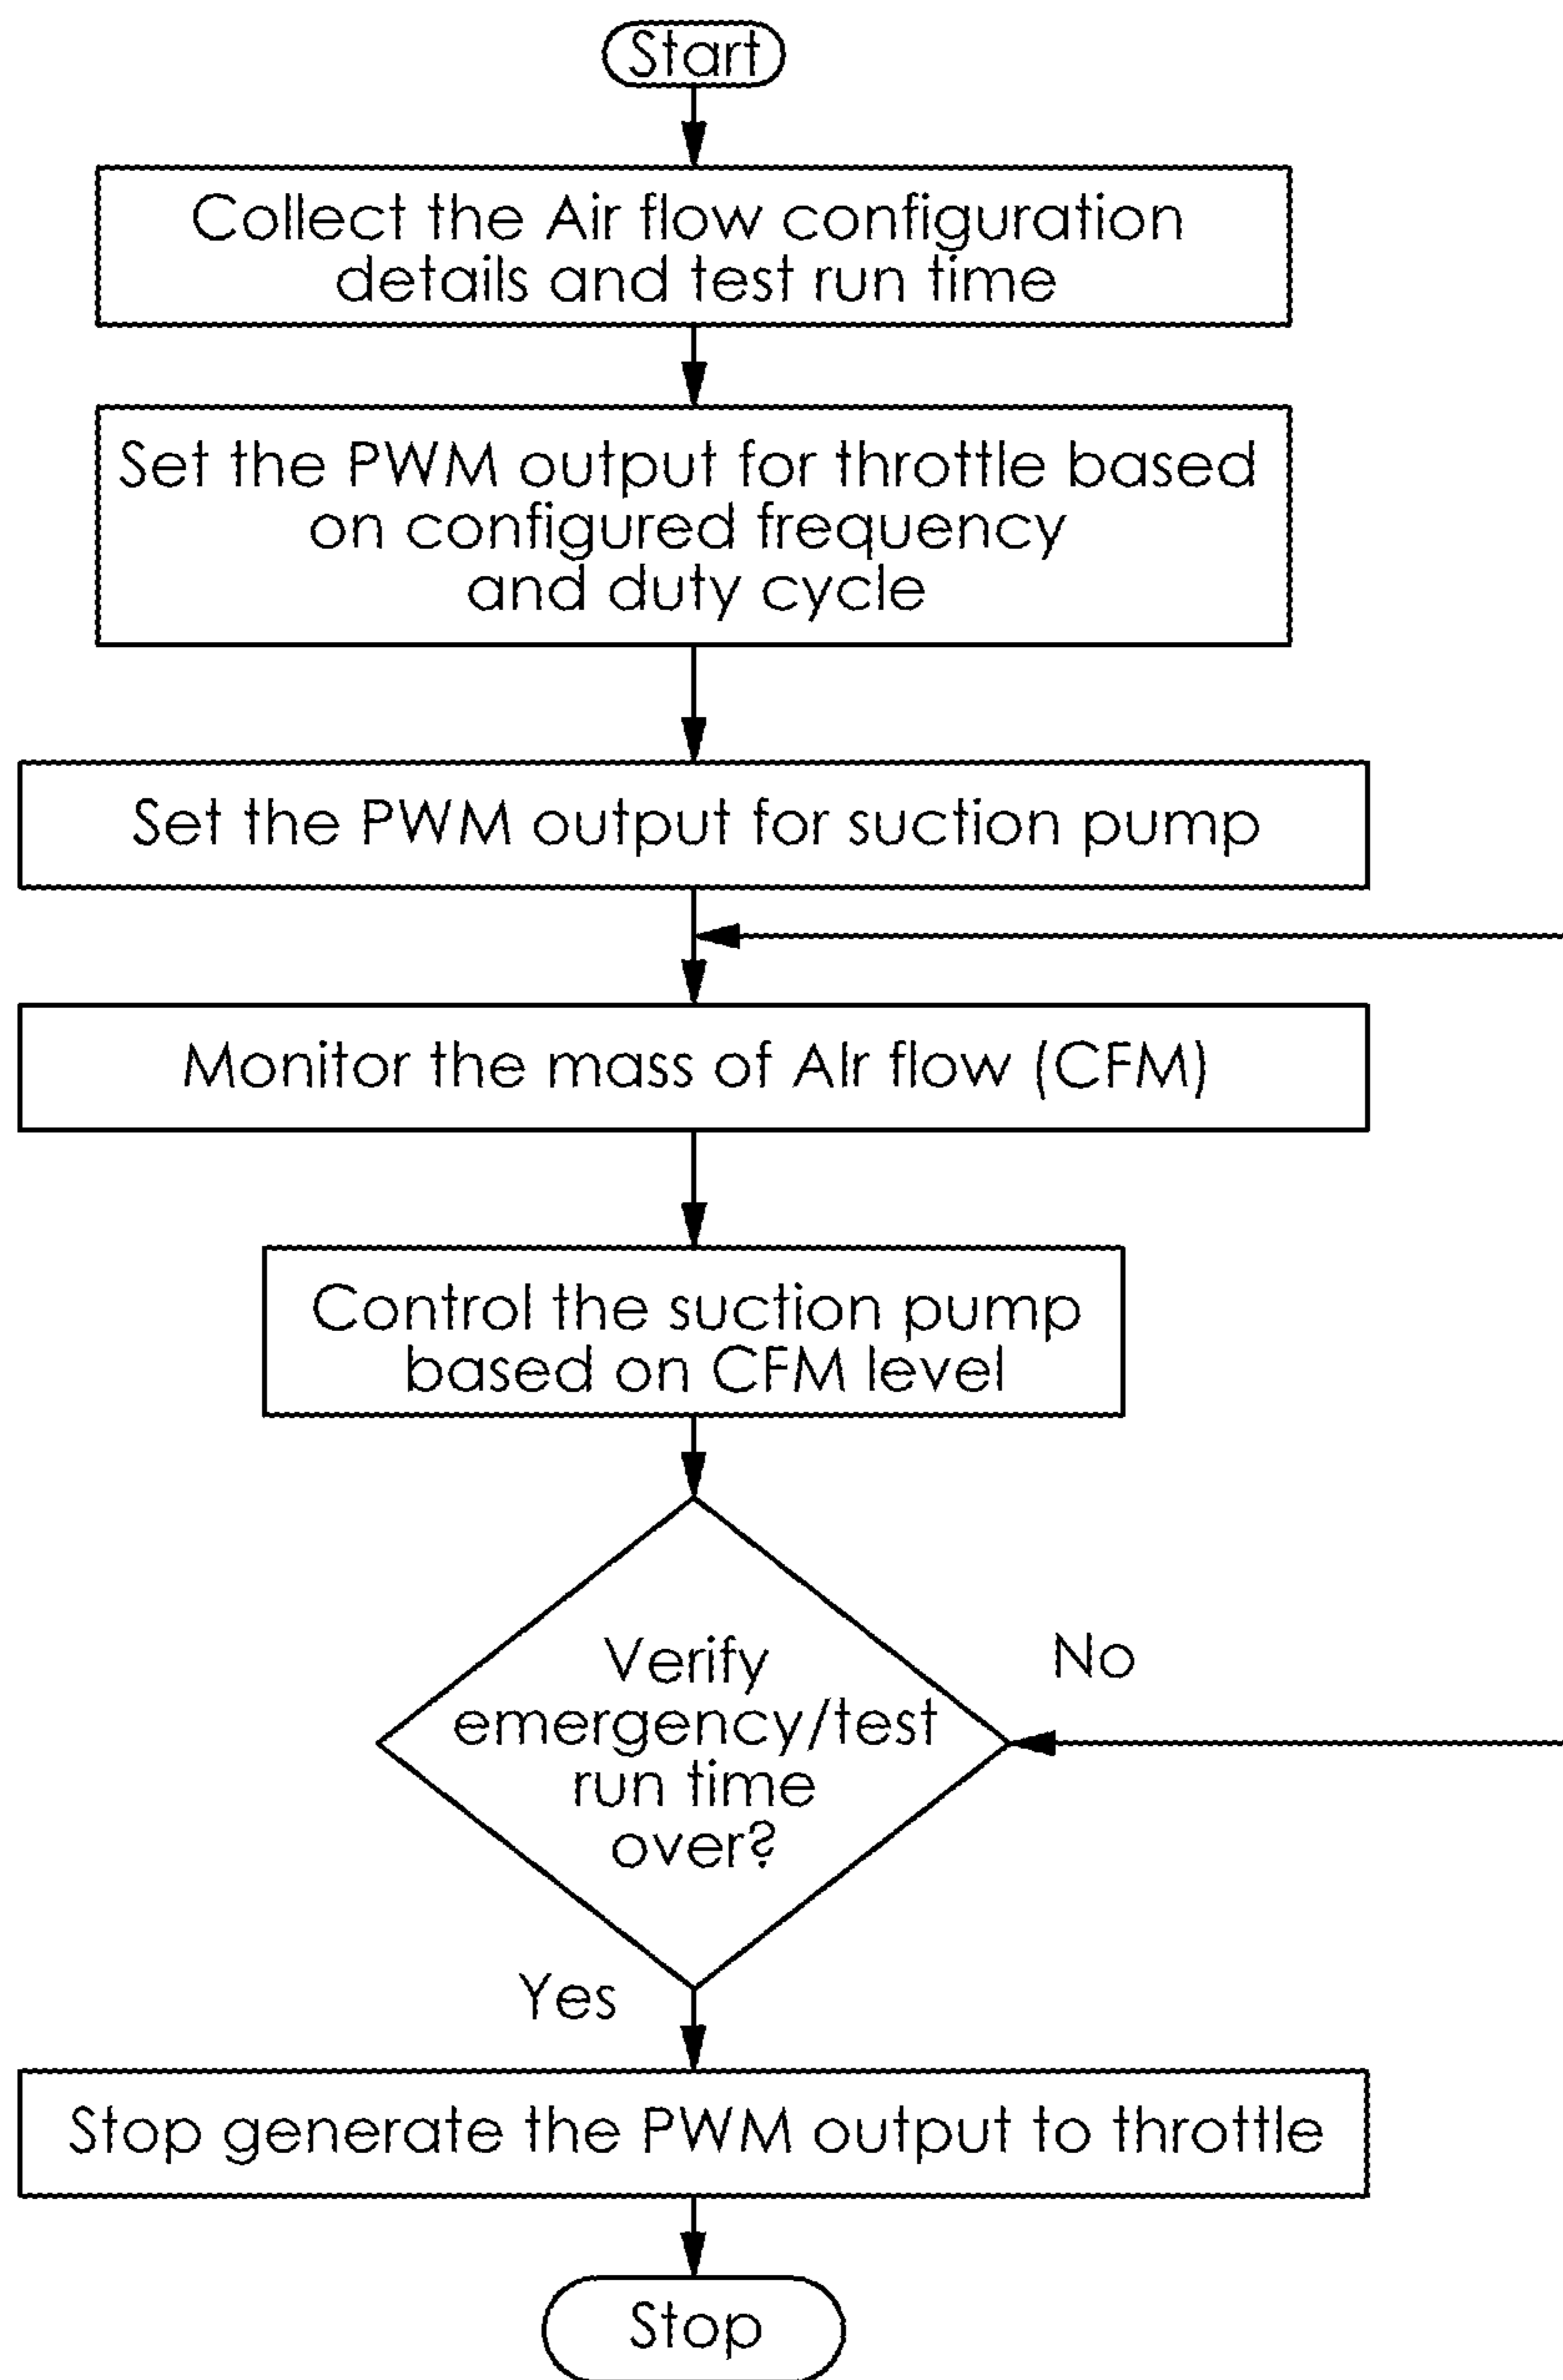 Start
Collect the Air flow configuration
details and test run time
Set the PWM output for throttle based
on configured frequency
and duty cycle
Set the PWM output for suction pump
Monitor the mass of AIr flow (CFM)
Control the suction pump
based on CFM level
Verify
emergency/test
run time
over?
No
Yes
Stop generate the PWM output to throttle
Stop